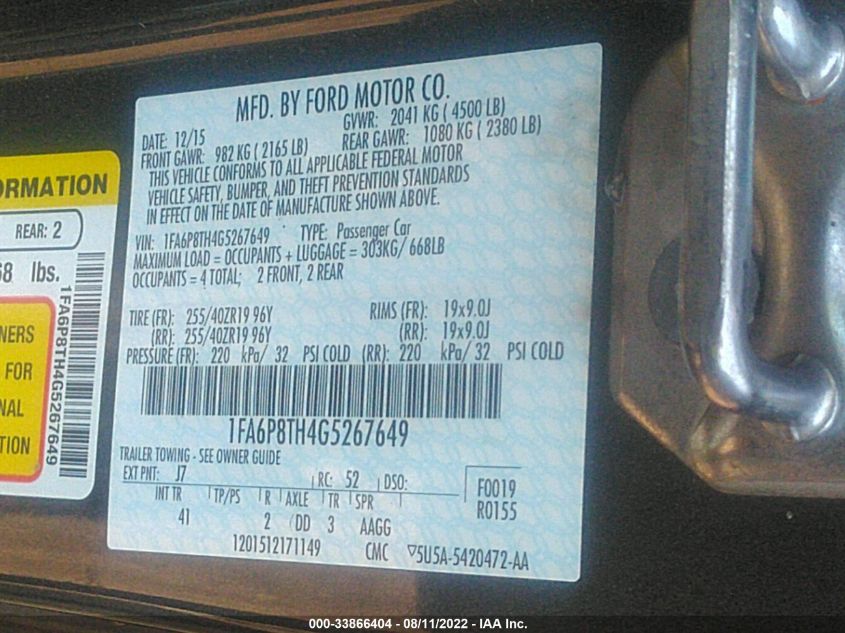 MFD. BY FORD MOTOR CO.
DATE: 12/15
GVWR: 2041 KG ( 4500 LB)
FRONT GAWR: 982 KG ( 2165 LB)
REAR GAWR: 1080 KG ( 2380 LB)
THIS VEHICLE CONFORMS TO ALL APPLICABLE FEDERAL MOTOR
VEHICLE SAFETY, BUMPER, AND THEFT PREVENTION STANDARDS
IN EFFECT ON THE DATE OF MANUFACTURE SHOWN ABOVE.
VIN: 1FA6P8TH4G5267649 TYPE: Passenger Car
MAXIMUM LOAD = OCCUPANTS + LUGGAGE = 303KG/ 668LB
OCCUPANTS = 4 TOTAL; 2 FRONT, 2 REAR
TIRE (FR): 255/40ZR19 96Y RIMS (FR): 19x9.0J
(RR): 255/40ZR19 96Y (RR): 19x9.0J
PRESSURE (FR): 220 kPa/ 32 PSI COLD (RR): 220 kPa/ 32 PSI COLD
1FA6P8TH4G5267649
TRAILER TOWING - SEE OWNER GUIDE
EXT PNT: J7 RC: 52 DSO:
F0019
R0155
INT TR TP/PS R AXLE TR SPR
41 2 DD 3 AAGG
1201512171149 CMC 5U5A-5420472-AA
ORMATION
REAR: 2
68 lbs.
1FA6P8TH4G5267649
NERS
FOR
NAL
TION
000-33866404 - 08/11/2022 - IAA Inc.